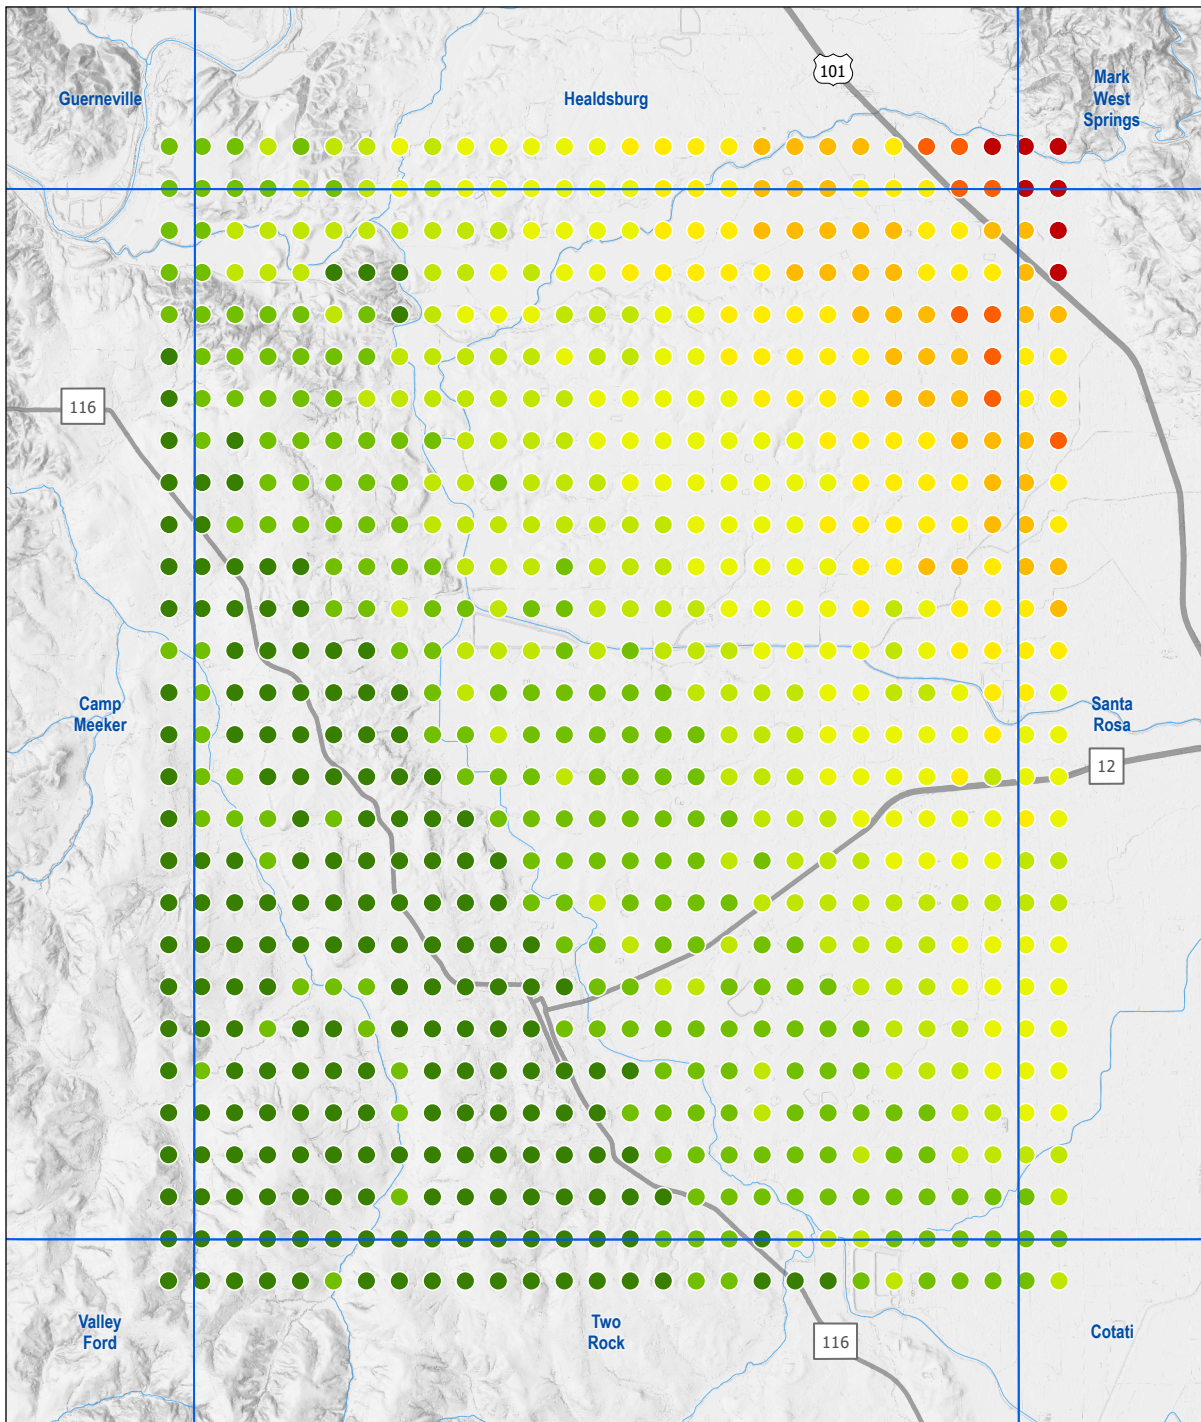 101
Guerneville
Healdsburg
Mark
West
Springs
116
Camp
Meeker
Santa
Rosa
12
Valley
Ford
Two
Rock
116
Cotati